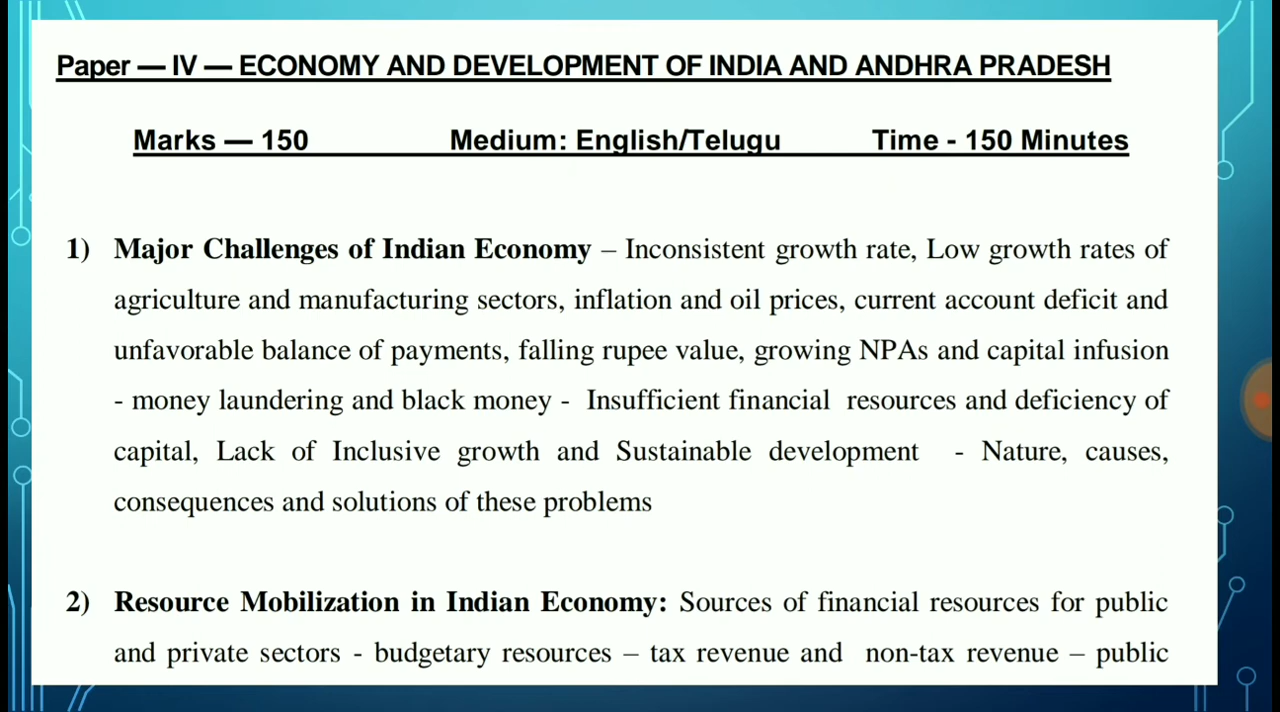 Paper — IV — ECONOMY AND DEVELOPMENT OF INDIA AND ANDHRA PRADESH
Marks — 150 Medium: English/Telugu Time - 150 Minutes
1) Major Challenges of Indian Economy – Inconsistent growth rate, Low growth rates of
agriculture and manufacturing sectors, inflation and oil prices, current account deficit and
unfavorable balance of payments, falling rupee value, growing NPAs and capital infusion
- money laundering and black money - Insufficient financial resources and deficiency of
capital, Lack of Inclusive growth and Sustainable development - Nature, causes,
consequences and solutions of these problems
2) Resource Mobilization in Indian Economy: Sources of financial resources for public
and private sectors - budgetary resources – tax revenue and non-tax revenue – public